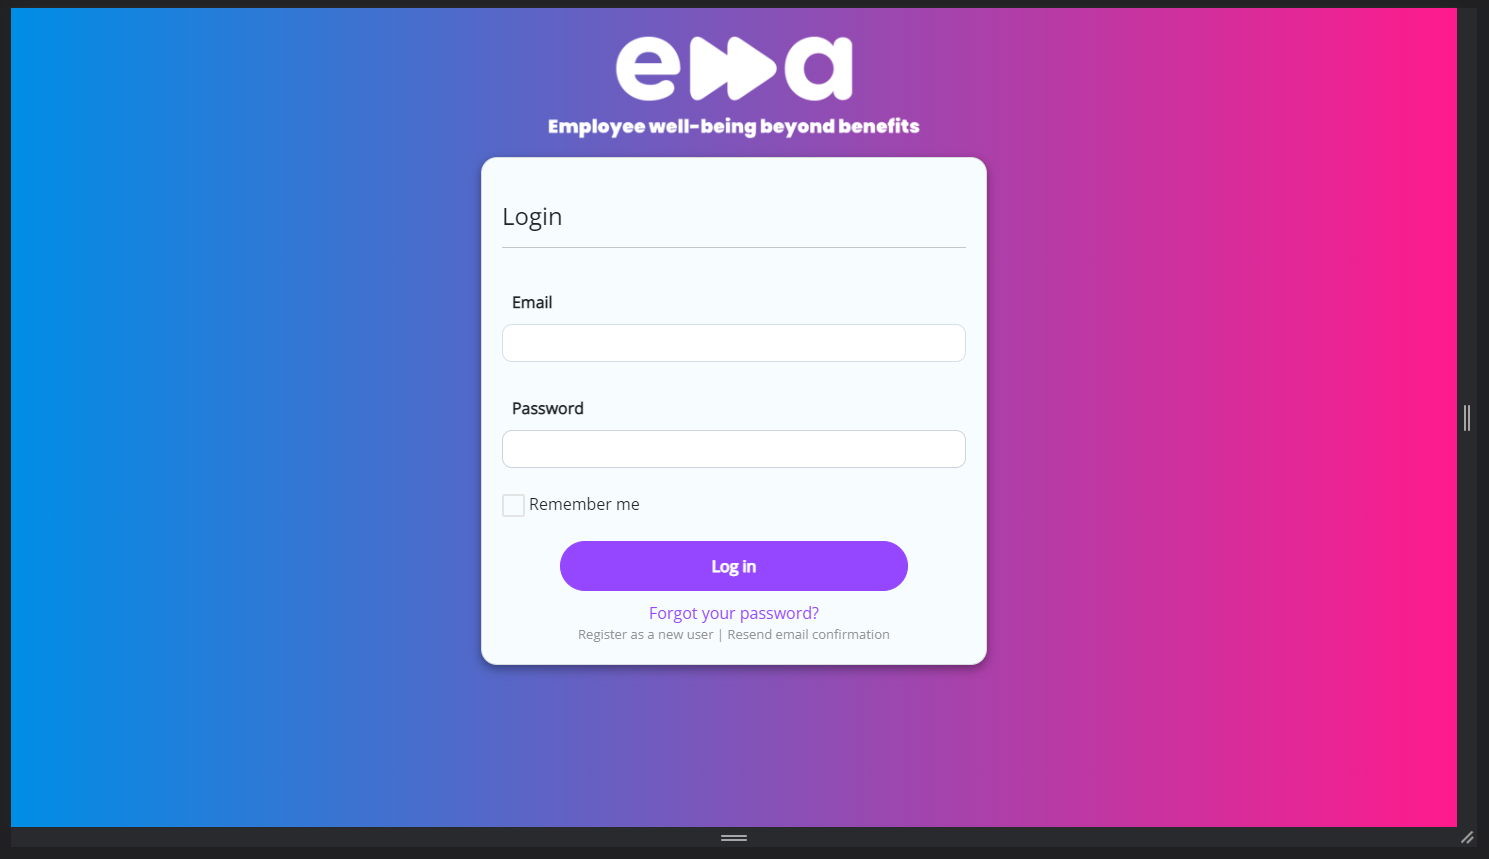 ea
Employee well-being beyond benefits
Login
Email
Password
Remember me
Log in
Forgot your password?
Register as a new user | Resend email confirmation